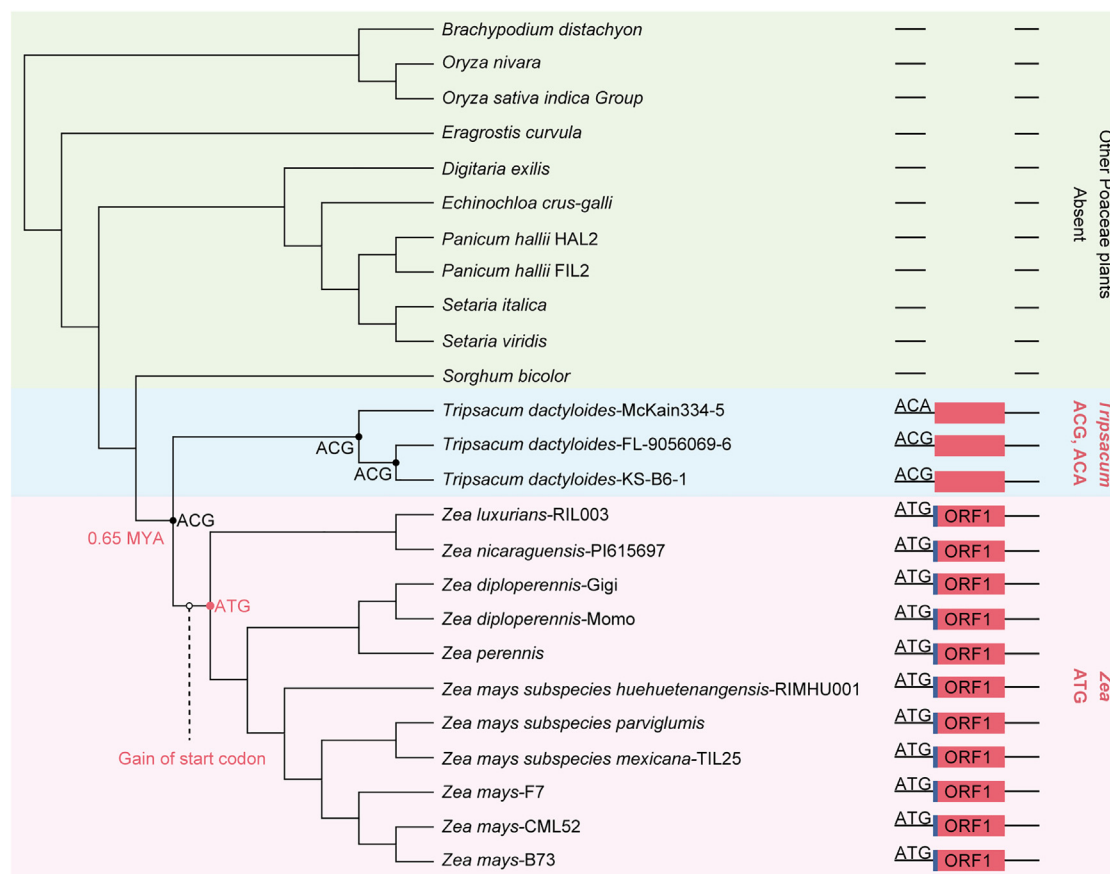 Brachypodium distachyon
Oryza nivara
Oryza sativa indica Group
Eragrostis curvula
Digitaria exilis
Echinochloa crus-galli
Panicum hallii HAL2
Panicum hallii FIL2
Setaria italica
Setaria viridis
Sorghum bicolor
Other Poaceae plants
Absent
Tripsacum dactyloides-McKain334-5 ACA
ACG
Tripsacum dactyloides-FL-9056069-6 ACG
ACG
Tripsacum dactyloides-KS-B6-1 ACG
Tripsacum
ACG, ACA
ACG
0.65 MYA
Zea luxurians-RIL003 ATG ORF1
Zea nicaraguensis-PI615697 ATG ORF1
Zea diploperennis-Gigi ATG ORF1
ATG
Zea diploperennis-Momo ATG ORF1
Zea perennis ATG ORF1
Zea mays subspecies huehuetenangensis-RIMHU001 ATG ORF1
Zea mays subspecies parviglumis ATG ORF1
Zea mays subspecies mexicana-TIL25 ATG ORF1
Gain of start codon
Zea mays-F7 ATG ORF1
Zea mays-CML52 ATG ORF1
Zea mays-B73 ATG ORF1
Zea
ATG